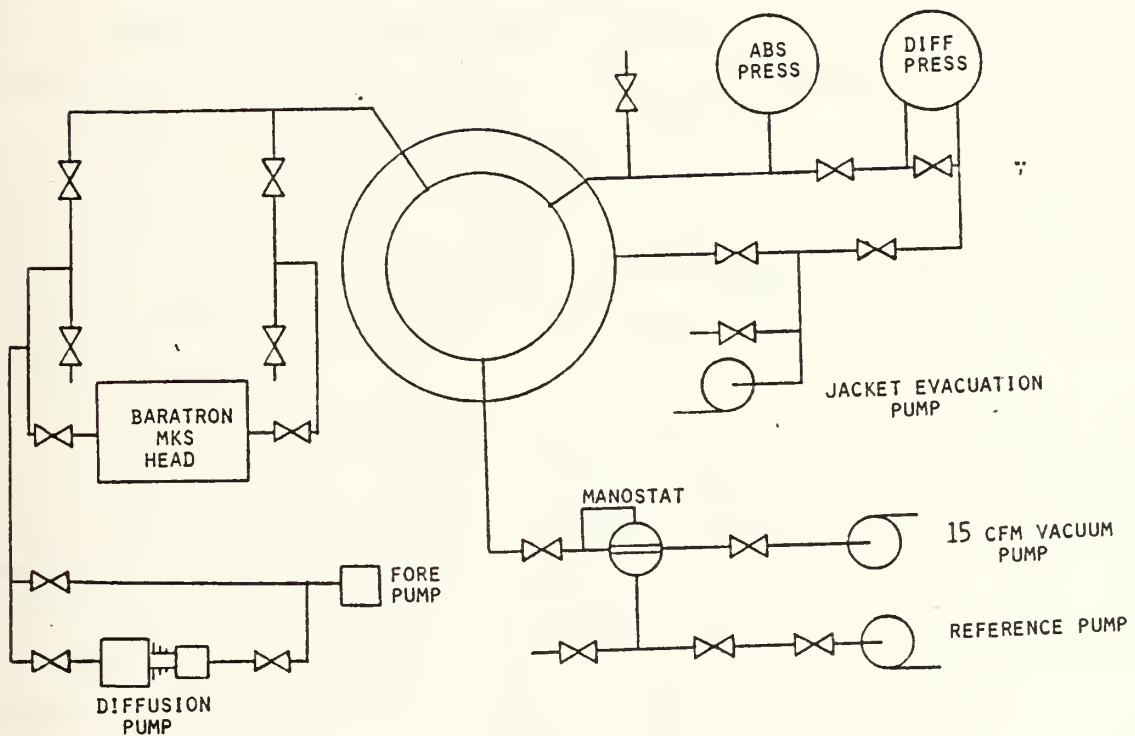 ABS
PRESS
DIFF
PRESS
BARATRON
MKS
HEAD
JACKET EVACUATION
PUMP
MANOSTAT
15 CFM VACUUM
PUMP
FORE
PUMP
REFERENCE PUMP
DIFFUSION
PUMP